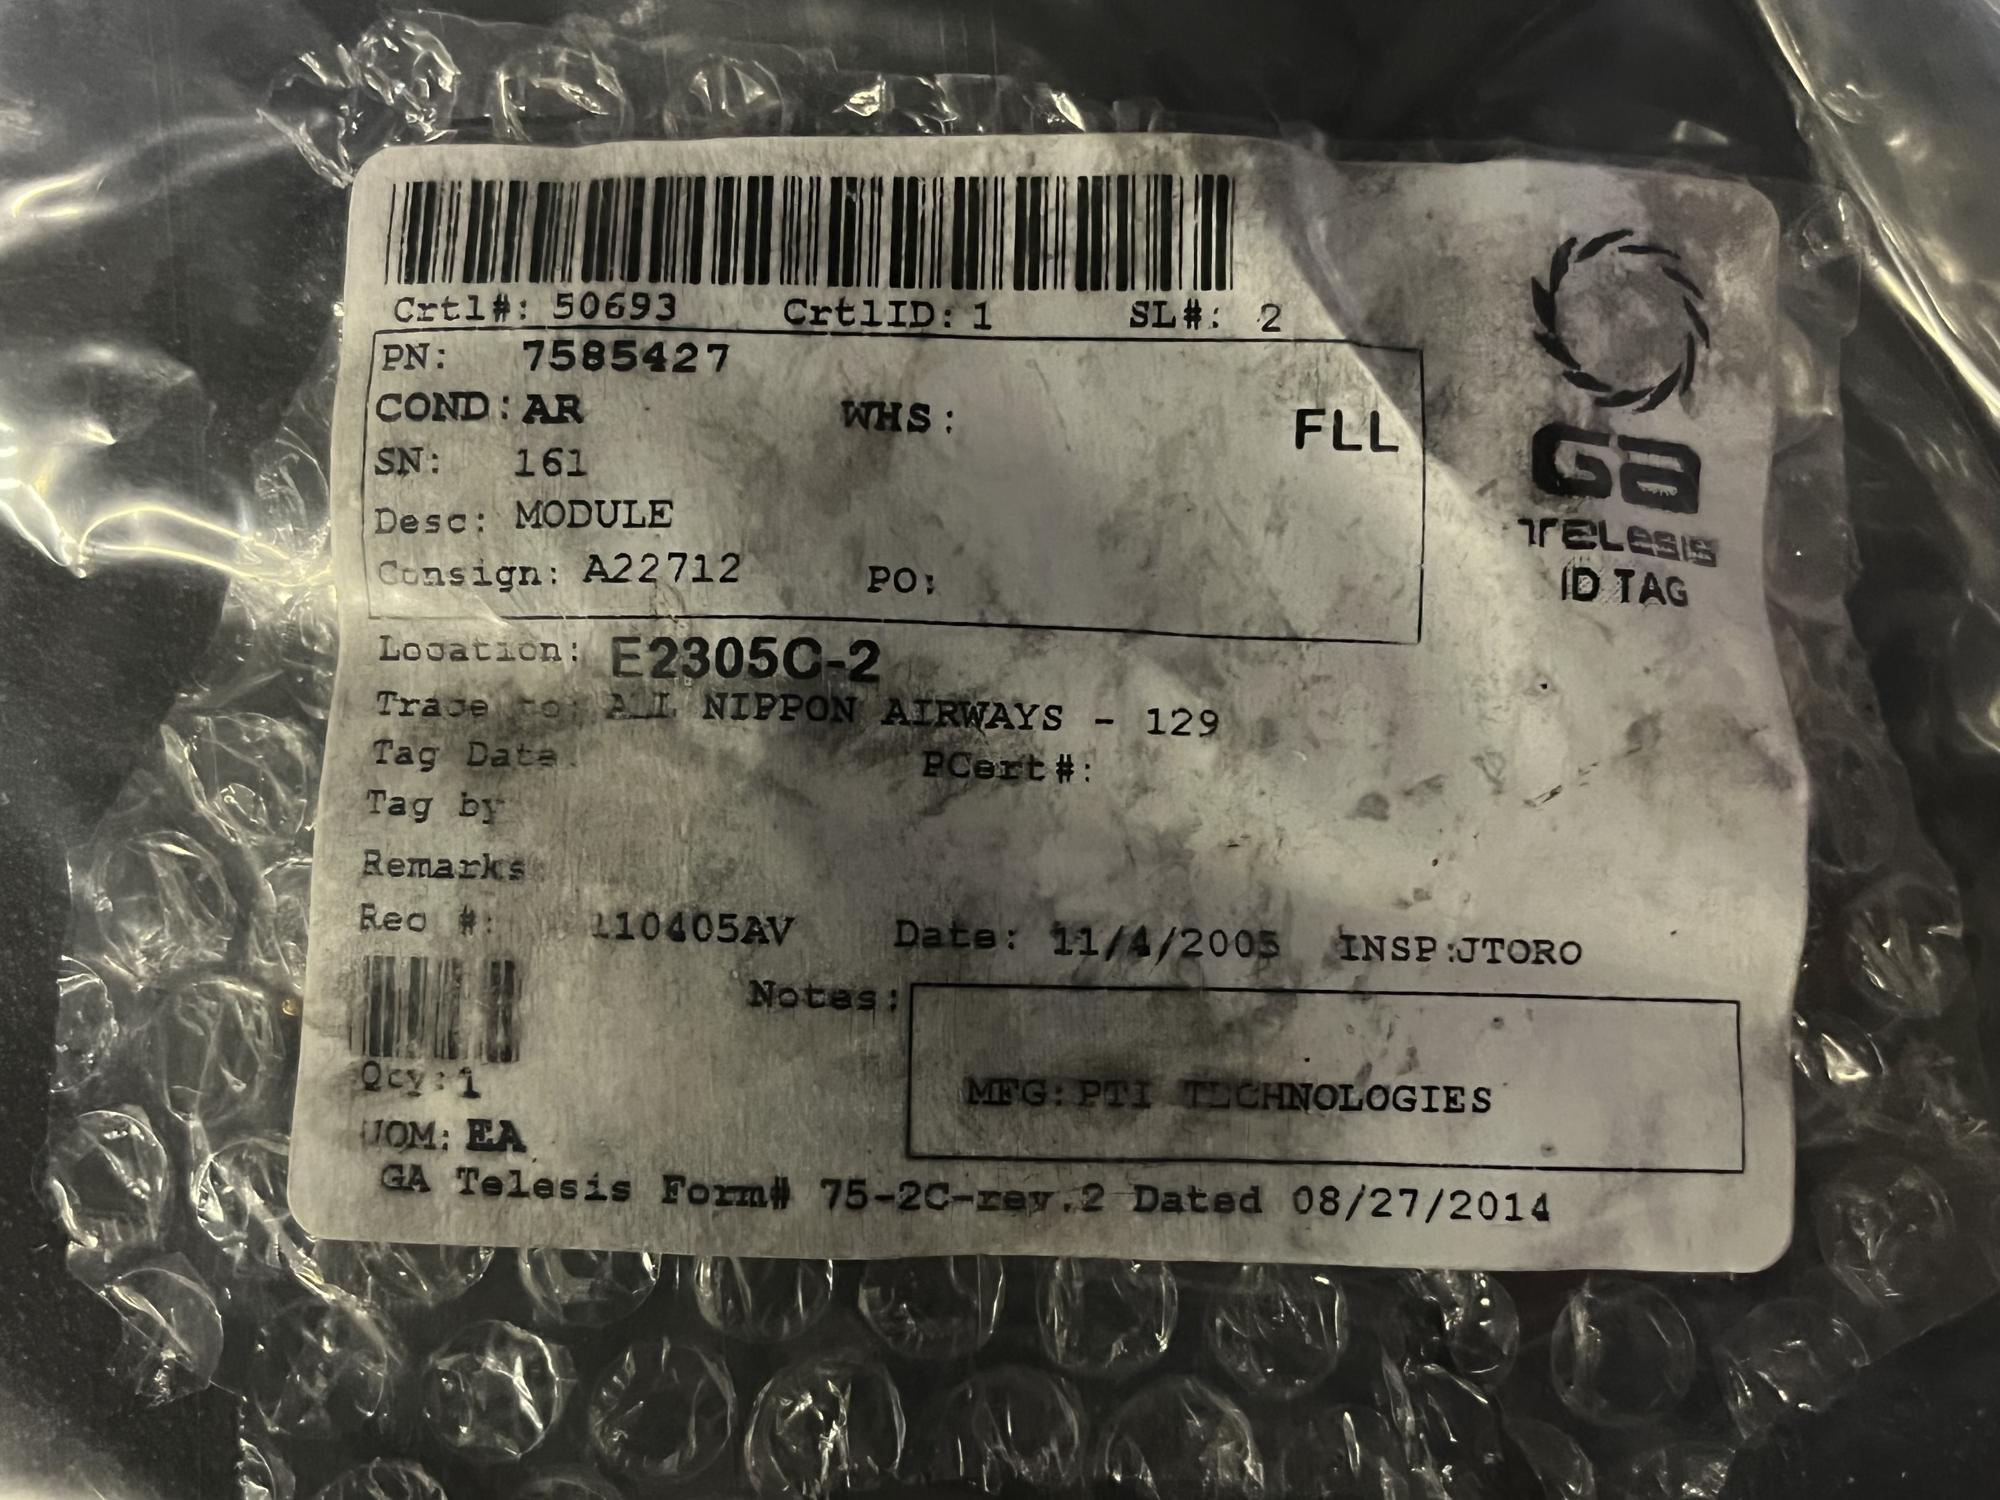 Crtl#: 50693 CrtlID: 1 SL#: 2
PN: 7585427
COND: AR WHS: FLL
SN: 161
Desc: MODULE
Consign: A22712 PO:
Location: E2305C-2
Trace to: ALL NIPPON AIRWAYS - 129
Tag Date: PCert#:
Tag by
Remarks
Rec #: 110405AV Date: 11/4/2005 INSP:JTORO
Notes:
MFG: PTI TECHNOLOGIES
Qty: 1
UOM: EA
GA Telesis Form# 75-2C-rev.2 Dated 08/27/2014
GA
TELESIS
ID TAG